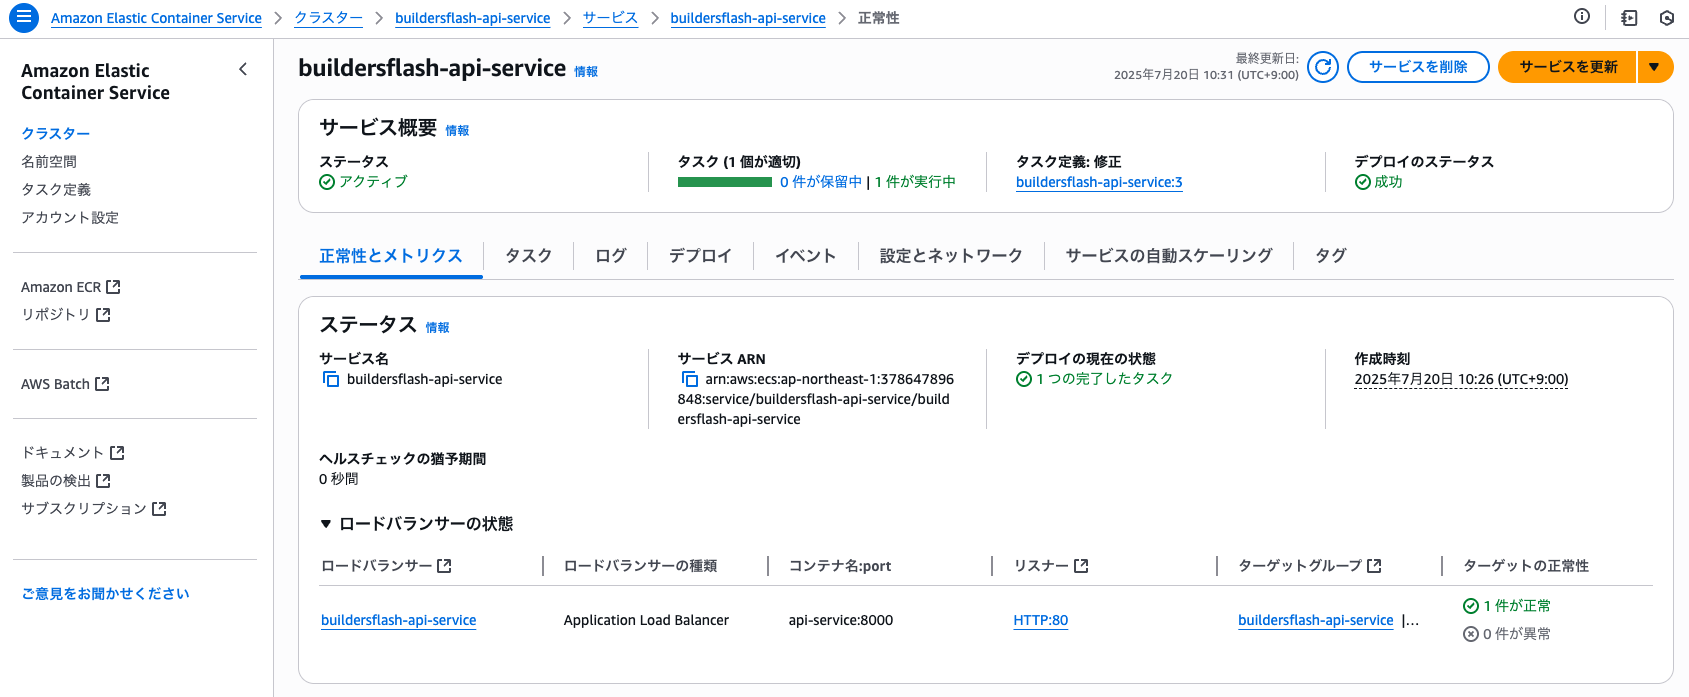 Amazon Elastic Container Service > クラスター > buildersflash-api-service > サービス > buildersflash-api-service > 正常性
Amazon Elastic
Container Service
クラスター
名前空間
タスク定義
アカウント設定
Amazon ECR
リポジトリ
AWS Batch
ドキュメント
製品の検出
サブスクリプション
ご意見をお聞かせください
buildersflash-api-service 情報
最終更新日:
2025年7月20日 10:31 (UTC+9:00)
サービスを削除
サービスを更新
サービス概要 情報
ステータス
アクティブ
タスク (1 個が適切)
0 件が保留中 | 1 件が実行中
タスク定義: 修正
buildersflash-api-service:3
デプロイのステータス
成功
正常性とメトリクス
タスク
ログ
デプロイ
イベント
設定とネットワーク
サービスの自動スケーリング
タグ
ステータス 情報
サービス名
buildersflash-api-service
サービス ARN
arn:aws:ecs:ap-northeast-1:378647896
848:service/buildersflash-api-service/build
ersflash-api-service
デプロイの現在の状態
1 つの完了したタスク
作成時刻
2025年7月20日 10:26 (UTC+9:00)
ヘルスチェックの猶予期間
0 秒間
ロードバランサーの状態
ロードバランサー
ロードバランサーの種類
コンテナ名:port
リスナー
ターゲットグループ
ターゲットの正常性
buildersflash-api-service
Application Load Balancer
api-service:8000
HTTP:80
buildersflash-api-service |...
1 件が正常
0 件が異常